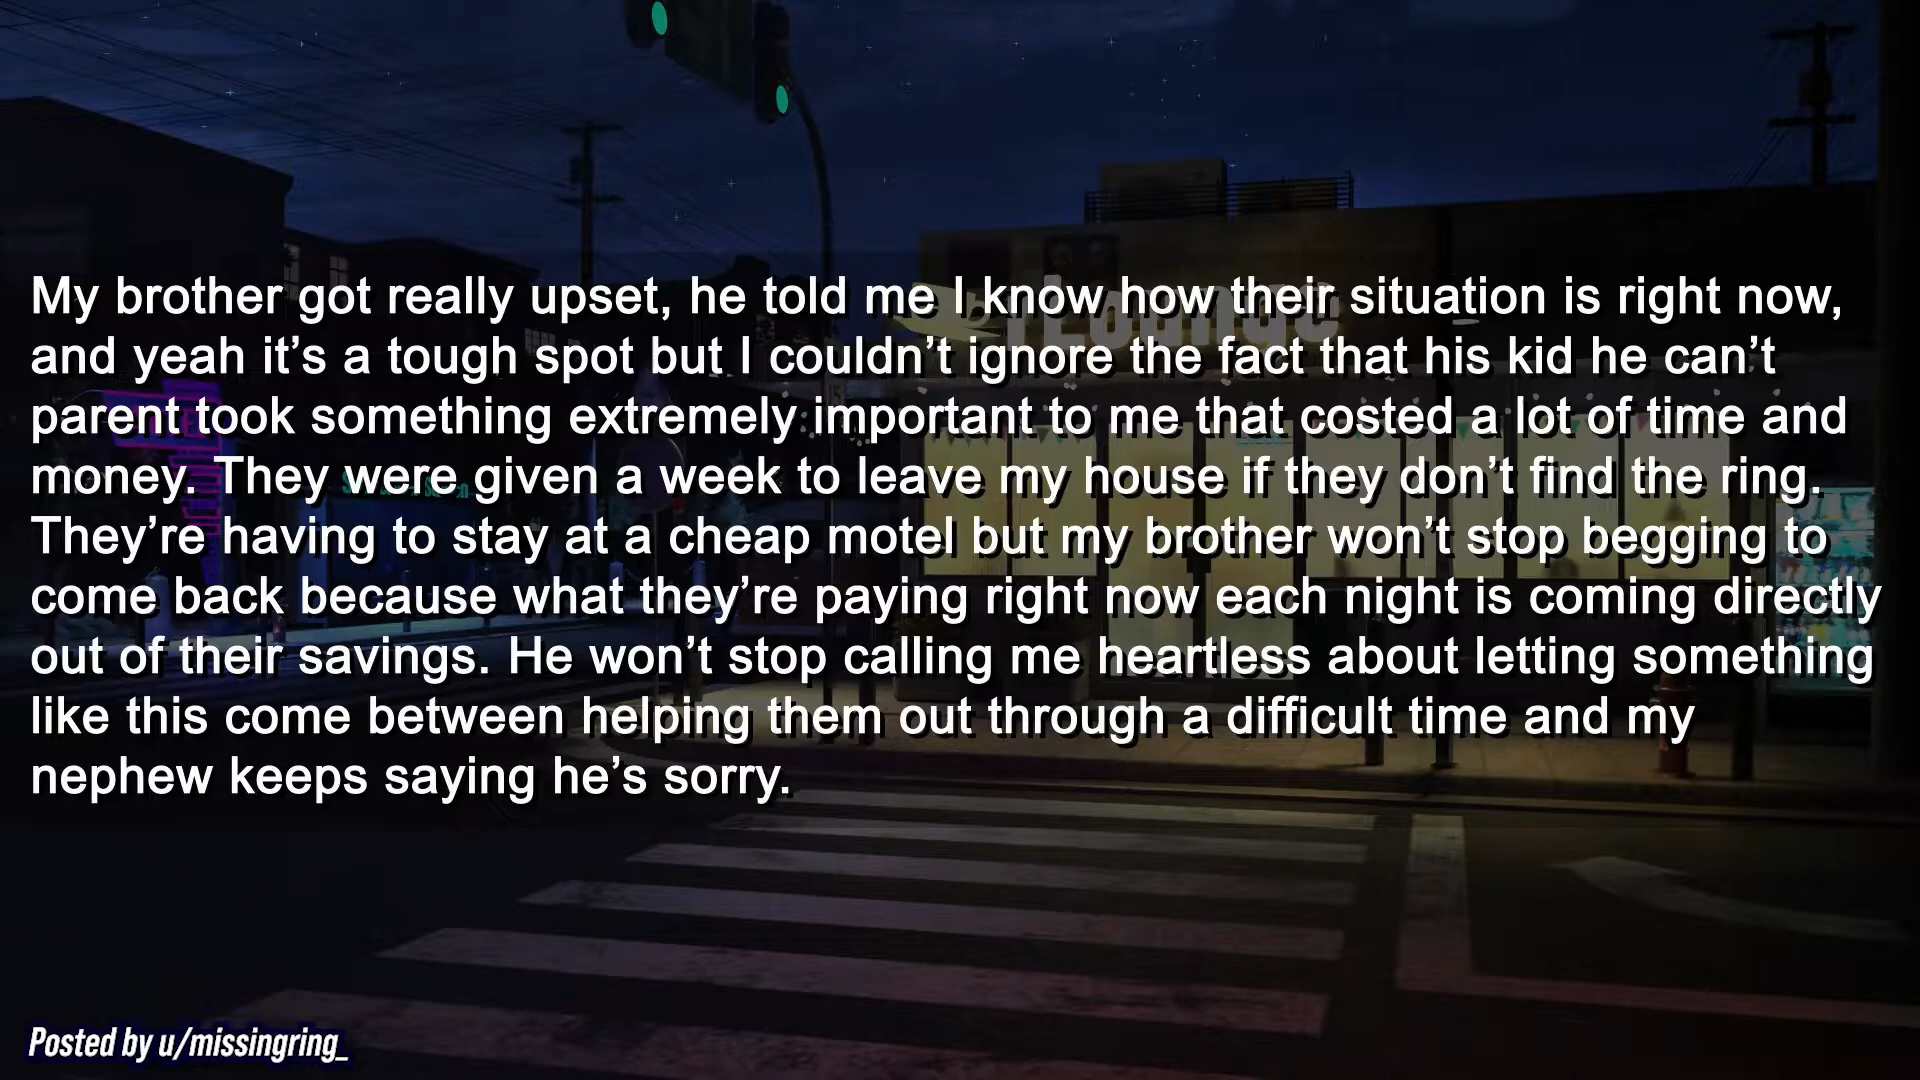 My brother got really upset, he told me I know how their situation is right now,
and yeah it’s a tough spot but I couldn’t ignore the fact that his kid he can’t
parent took something extremely important to me that costed a lot of time and
money. They were given a week to leave my house if they don’t find the ring.
They’re having to stay at a cheap motel but my brother won’t stop begging to
come back because what they’re paying right now each night is coming directly
out of their savings. He won’t stop calling me heartless about letting something
like this come between helping them out through a difficult time and my
nephew keeps saying he’s sorry.
Posted by u/missingring_